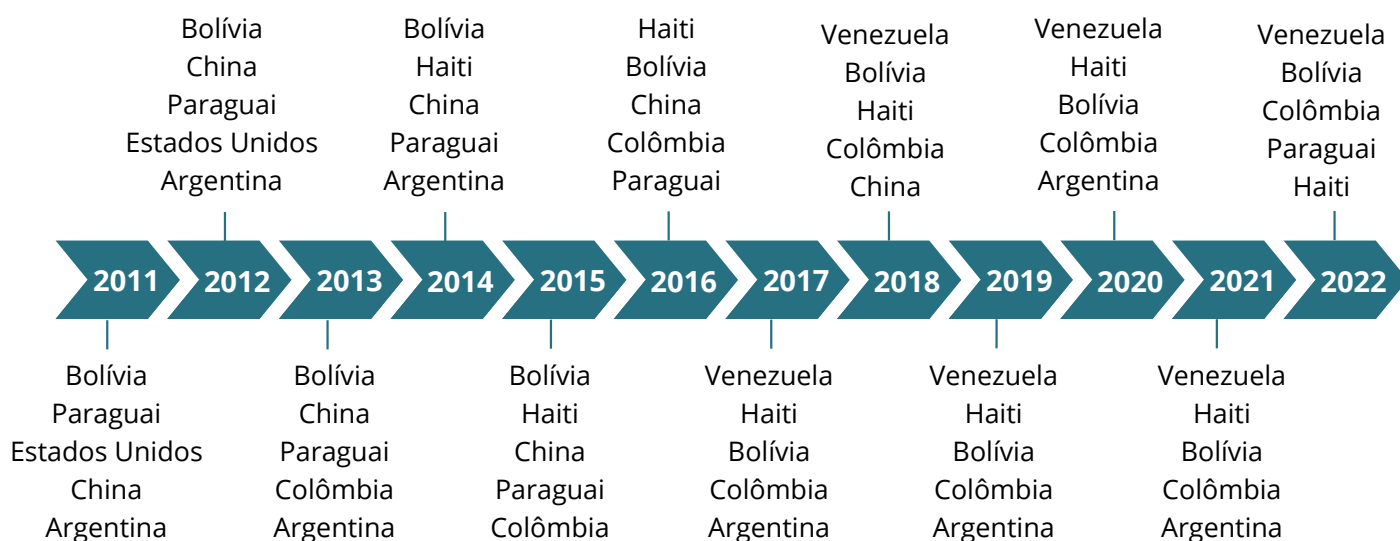 Bolívia
China
Paraguai
Estados Unidos
Argentina
Bolívia
Haiti
China
Paraguai
Argentina
Haiti
Bolívia
China
Colômbia
Paraguai
Venezuela
Bolívia
Haiti
Colômbia
China
Venezuela
Haiti
Bolívia
Colômbia
Argentina
Venezuela
Bolívia
Colômbia
Paraguai
Haiti
2011 2012 2013 2014 2015 2016 2017 2018 2019 2020 2021 2022
Bolívia
Paraguai
Estados Unidos
China
Argentina
Bolívia
China
Paraguai
Colômbia
Argentina
Bolívia
Haiti
China
Paraguai
Colômbia
Venezuela
Haiti
Bolívia
Colômbia
Argentina
Venezuela
Haiti
Bolívia
Colômbia
Argentina
Venezuela
Haiti
Bolívia
Colômbia
Argentina